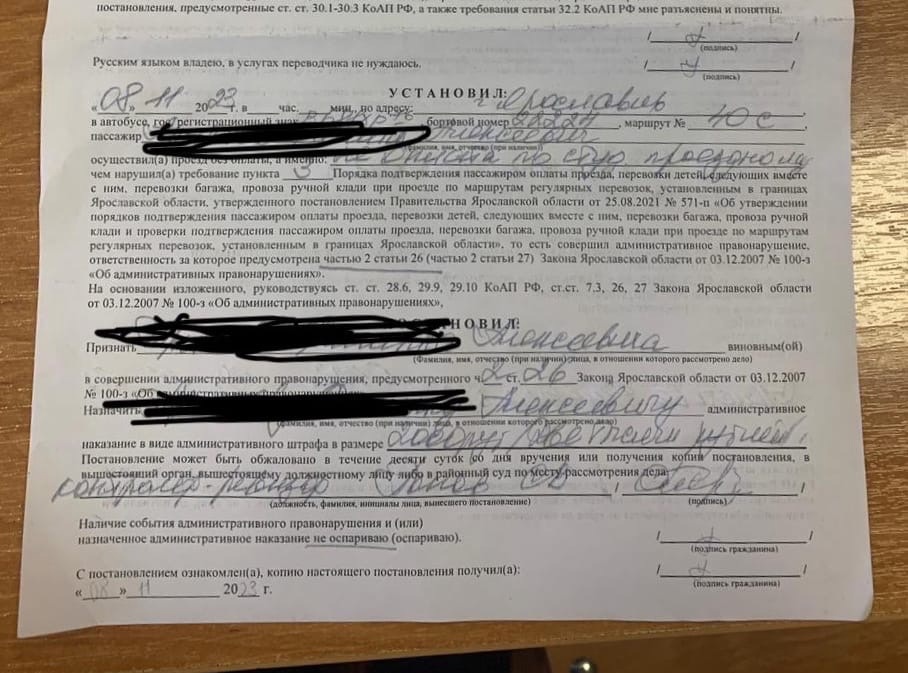 постановления, предусмотренные ст. ст. 30.1-30.3 КоАП РФ, а также требования статьи 32.2 КоАП РФ мне разъяснены и понятны.
/ /
(подпись)
Русским языком владею, в услугах переводчика не нуждаюсь. / /
(подпись)
УСТАНОВИЛ:
«08» 11 2023 г. в час. мин. по адресу: г. Ярославль
в автобусе, гос. регистрационный знак , бортовой номер , маршрут № 40 с
пассажир Алексеевич
(фамилия, имя, отчество (при наличии))
осуществил(а) проезд без оплаты, а именно: не оплатил проезд
чем нарушил(а) требование пункта 3 Порядка подтверждения пассажиром оплаты проезда, перевозки детей, следующих вместе
с ним, перевозки багажа, провоза ручной клади при проезде по маршрутам регулярных перевозок, установленным в границах
Ярославской области, утвержденного постановлением Правительства Ярославской области от 25.08.2021 № 571-п «Об утверждении
порядков подтверждения пассажиром оплаты проезда, перевозки детей, следующих вместе с ним, перевозки багажа, провоза ручной
клади и проверки подтверждения пассажиром оплаты проезда, перевозки багажа, провоза ручной клади при проезде по маршрутам
регулярных перевозок, установленным в границах Ярославской области», то есть совершил административное правонарушение,
ответственность за которое предусмотрена частью 2 статьи 26 (частью 2 статьи 27) Закона Ярославской области от 03.12.2007 № 100-з
«Об административных правонарушениях».
На основании изложенного, руководствуясь ст. ст. 28.6, 29.9, 29.10 КоАП РФ, ст.ст. 7.3, 26, 27 Закона Ярославской области
от 03.12.2007 № 100-з «Об административных правонарушениях»,
НОВИЛ:
Признать Алексеевича виновным(ой)
(Фамилия, имя, отчество (при наличии) лица, в отношении которого рассмотрено дело)
в совершении административного правонарушения, предусмотренного ч. 2 ст. 26 Закона Ярославской области от 03.12.2007
№ 100-з «Об административных правонарушениях»
Назначить Алексеевичу административное
(фамилия, имя, отчество (при наличии) лица, в отношении которого рассмотрено дело)
наказание в виде административного штрафа в размере 2000 руб две тысячи рублей.
Постановление может быть обжаловано в течение десяти суток со дня вручения или получения копии постановления, в
вышестоящий орган, вышестоящему должностному лицу либо в районный суд по месту рассмотрения дела.
контролер-ревизор / /
(должность, фамилия, инициалы лица, вынесшего постановление) (подпись)
Наличие события административного правонарушения и (или)
назначенное административное наказание не оспариваю (оспариваю). / /
(подпись гражданина)
С постановлением ознакомлен(а), копию настоящего постановления получил(а): / /
(подпись гражданина)
«08» 11 2023 г.